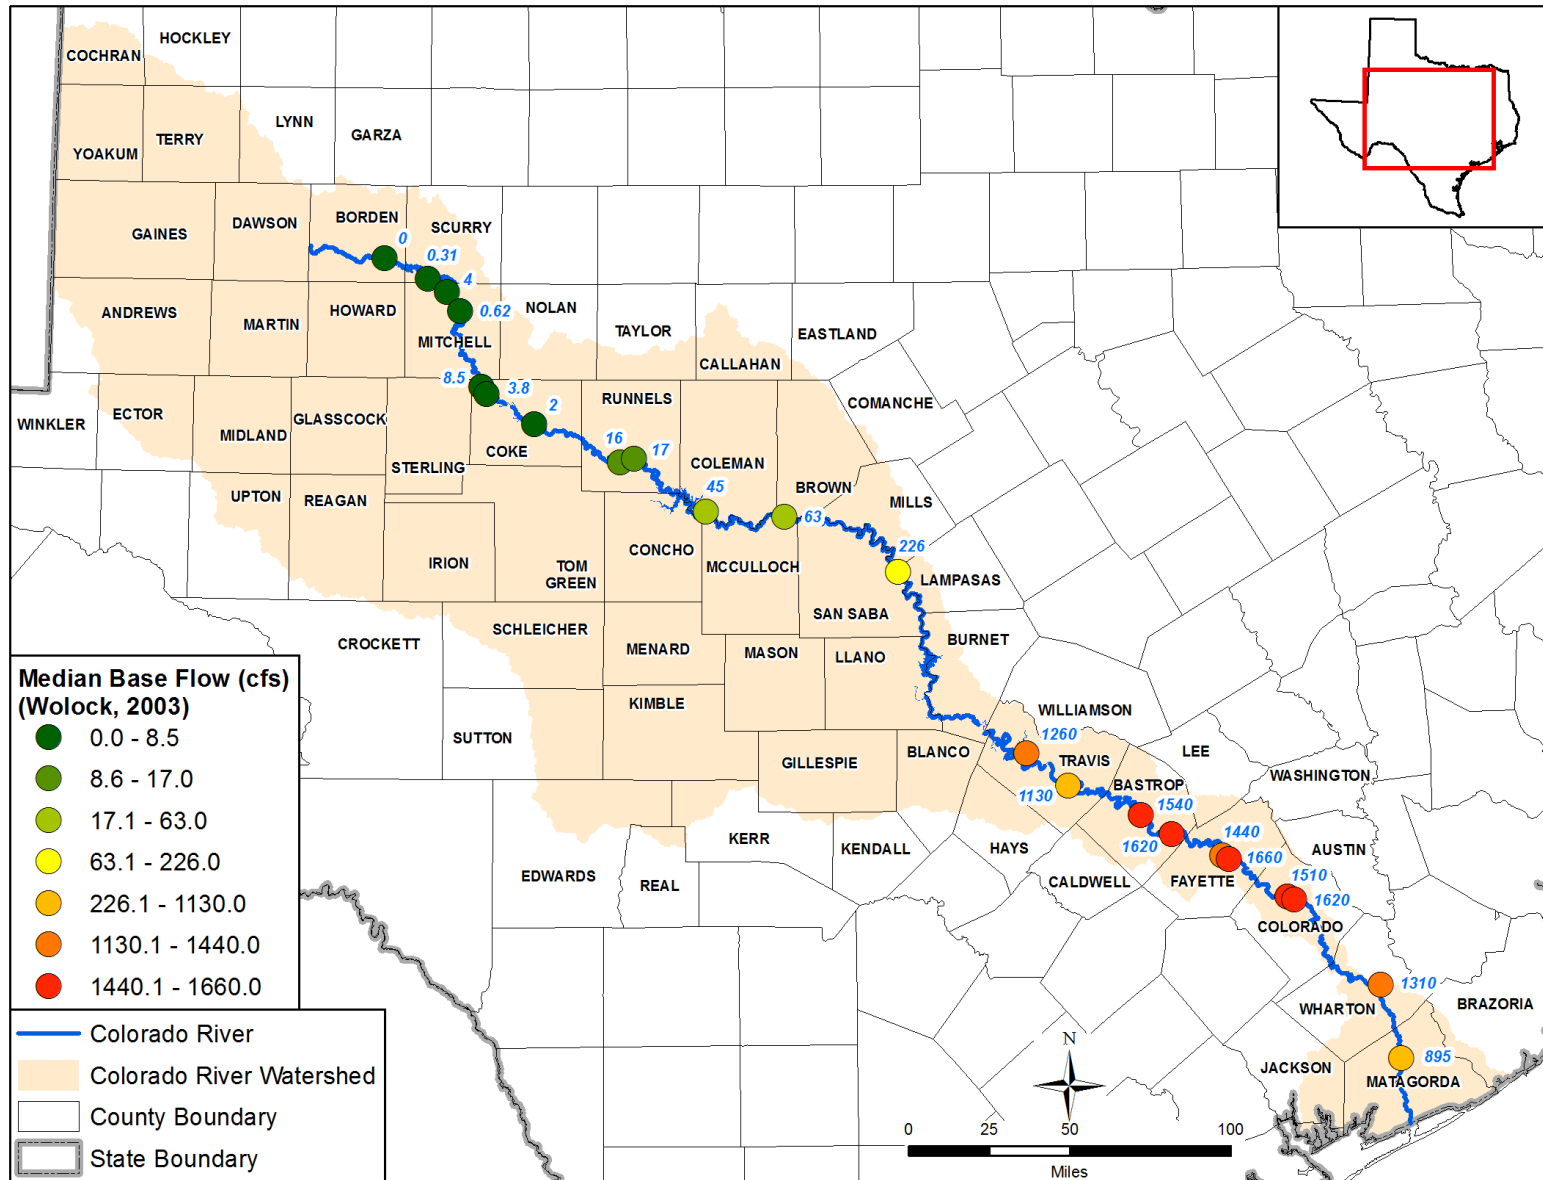 HOCKLEY
COCHRAN
LYNN
GARZA
TERRY
YOAKUM
BORDEN
DAWSON
SCURRY
GAINES
0
0.31
4
0.62
NOLAN
HOWARD
ANDREWS
MARTIN
TAYLOR
EASTLAND
MITCHELL
CALLAHAN
8.5
3.8
RUNNELS
COMANCHE
2
ECTOR
GLASSCOCK
WINKLER
MIDLAND
16
17
COKE
COLEMAN
STERLING
45
BROWN
UPTON
REAGAN
MILLS
63
226
CONCHO
IRION
TOM
GREEN
MCCULLOCH
LAMPASAS
SAN SABA
SCHLEICHER
BURNET
CROCKETT
MENARD
MASON
LLANO
KIMBLE
WILLIAMSON
SUTTON
1260
BLANCO
LEE
TRAVIS
GILLESPIE
WASHINGTON
BASTROP
1130
1540
1440
KERR
1620
KENDALL
HAYS
AUSTIN
1660
EDWARDS
REAL
CALDWELL
FAYETTE
1510
1620
COLORADO
1310
WHARTON
BRAZORIA
895
JACKSON
MATAGORDA
Median Base Flow (cfs)
(Wolock, 2003)
0.0 - 8.5
8.6 - 17.0
17.1 - 63.0
63.1 - 226.0
226.1 - 1130.0
1130.1 - 1440.0
1440.1 - 1660.0
Colorado River
Colorado River Watershed
County Boundary
State Boundary
N
0 25 50 100
Miles